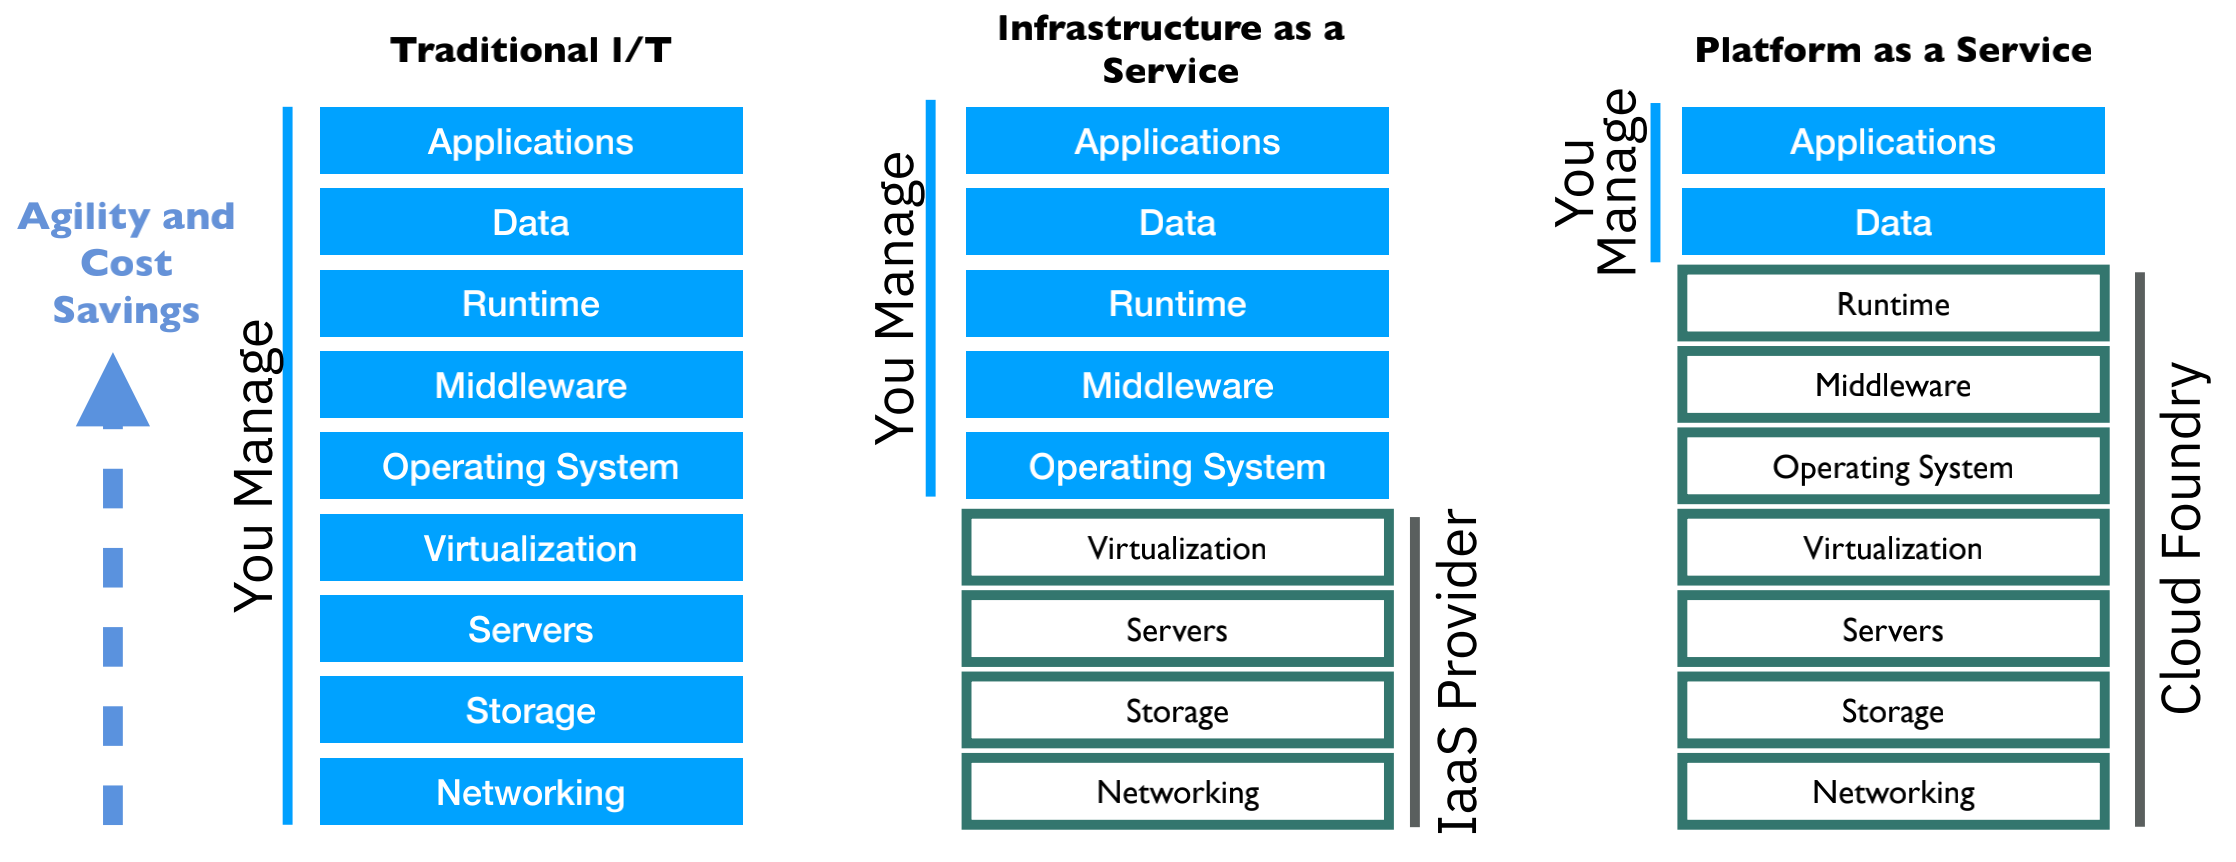 Agility and
Cost
Savings
Traditional I/T
You Manage
Applications
Data
Runtime
Middleware
Operating System
Virtualization
Servers
Storage
Networking
Infrastructure as a
Service
You Manage
Applications
Data
Runtime
Middleware
Operating System
Virtualization
Servers
Storage
Networking
IaaS Provider
Platform as a Service
You
Manage
Applications
Data
Runtime
Middleware
Operating System
Virtualization
Servers
Storage
Networking
Cloud Foundry